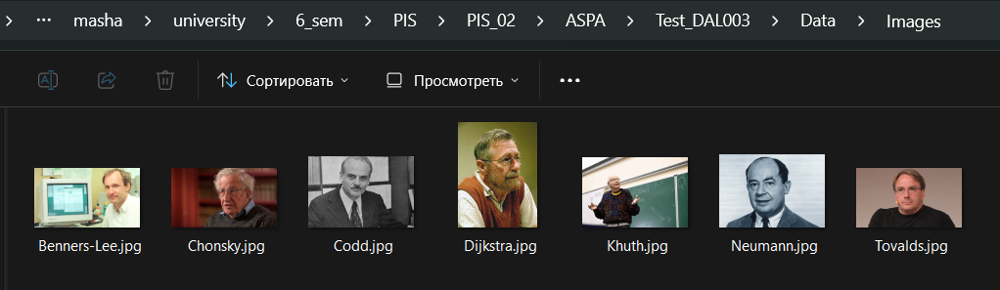 masha university 6_sem PIS PIS_02 ASPA Test_DAL003 Data Images
Сортировать Просмотреть
Benners-Lee.jpg Chonsky.jpg Codd.jpg Dijkstra.jpg Khuth.jpg Neumann.jpg Tovalds.jpg